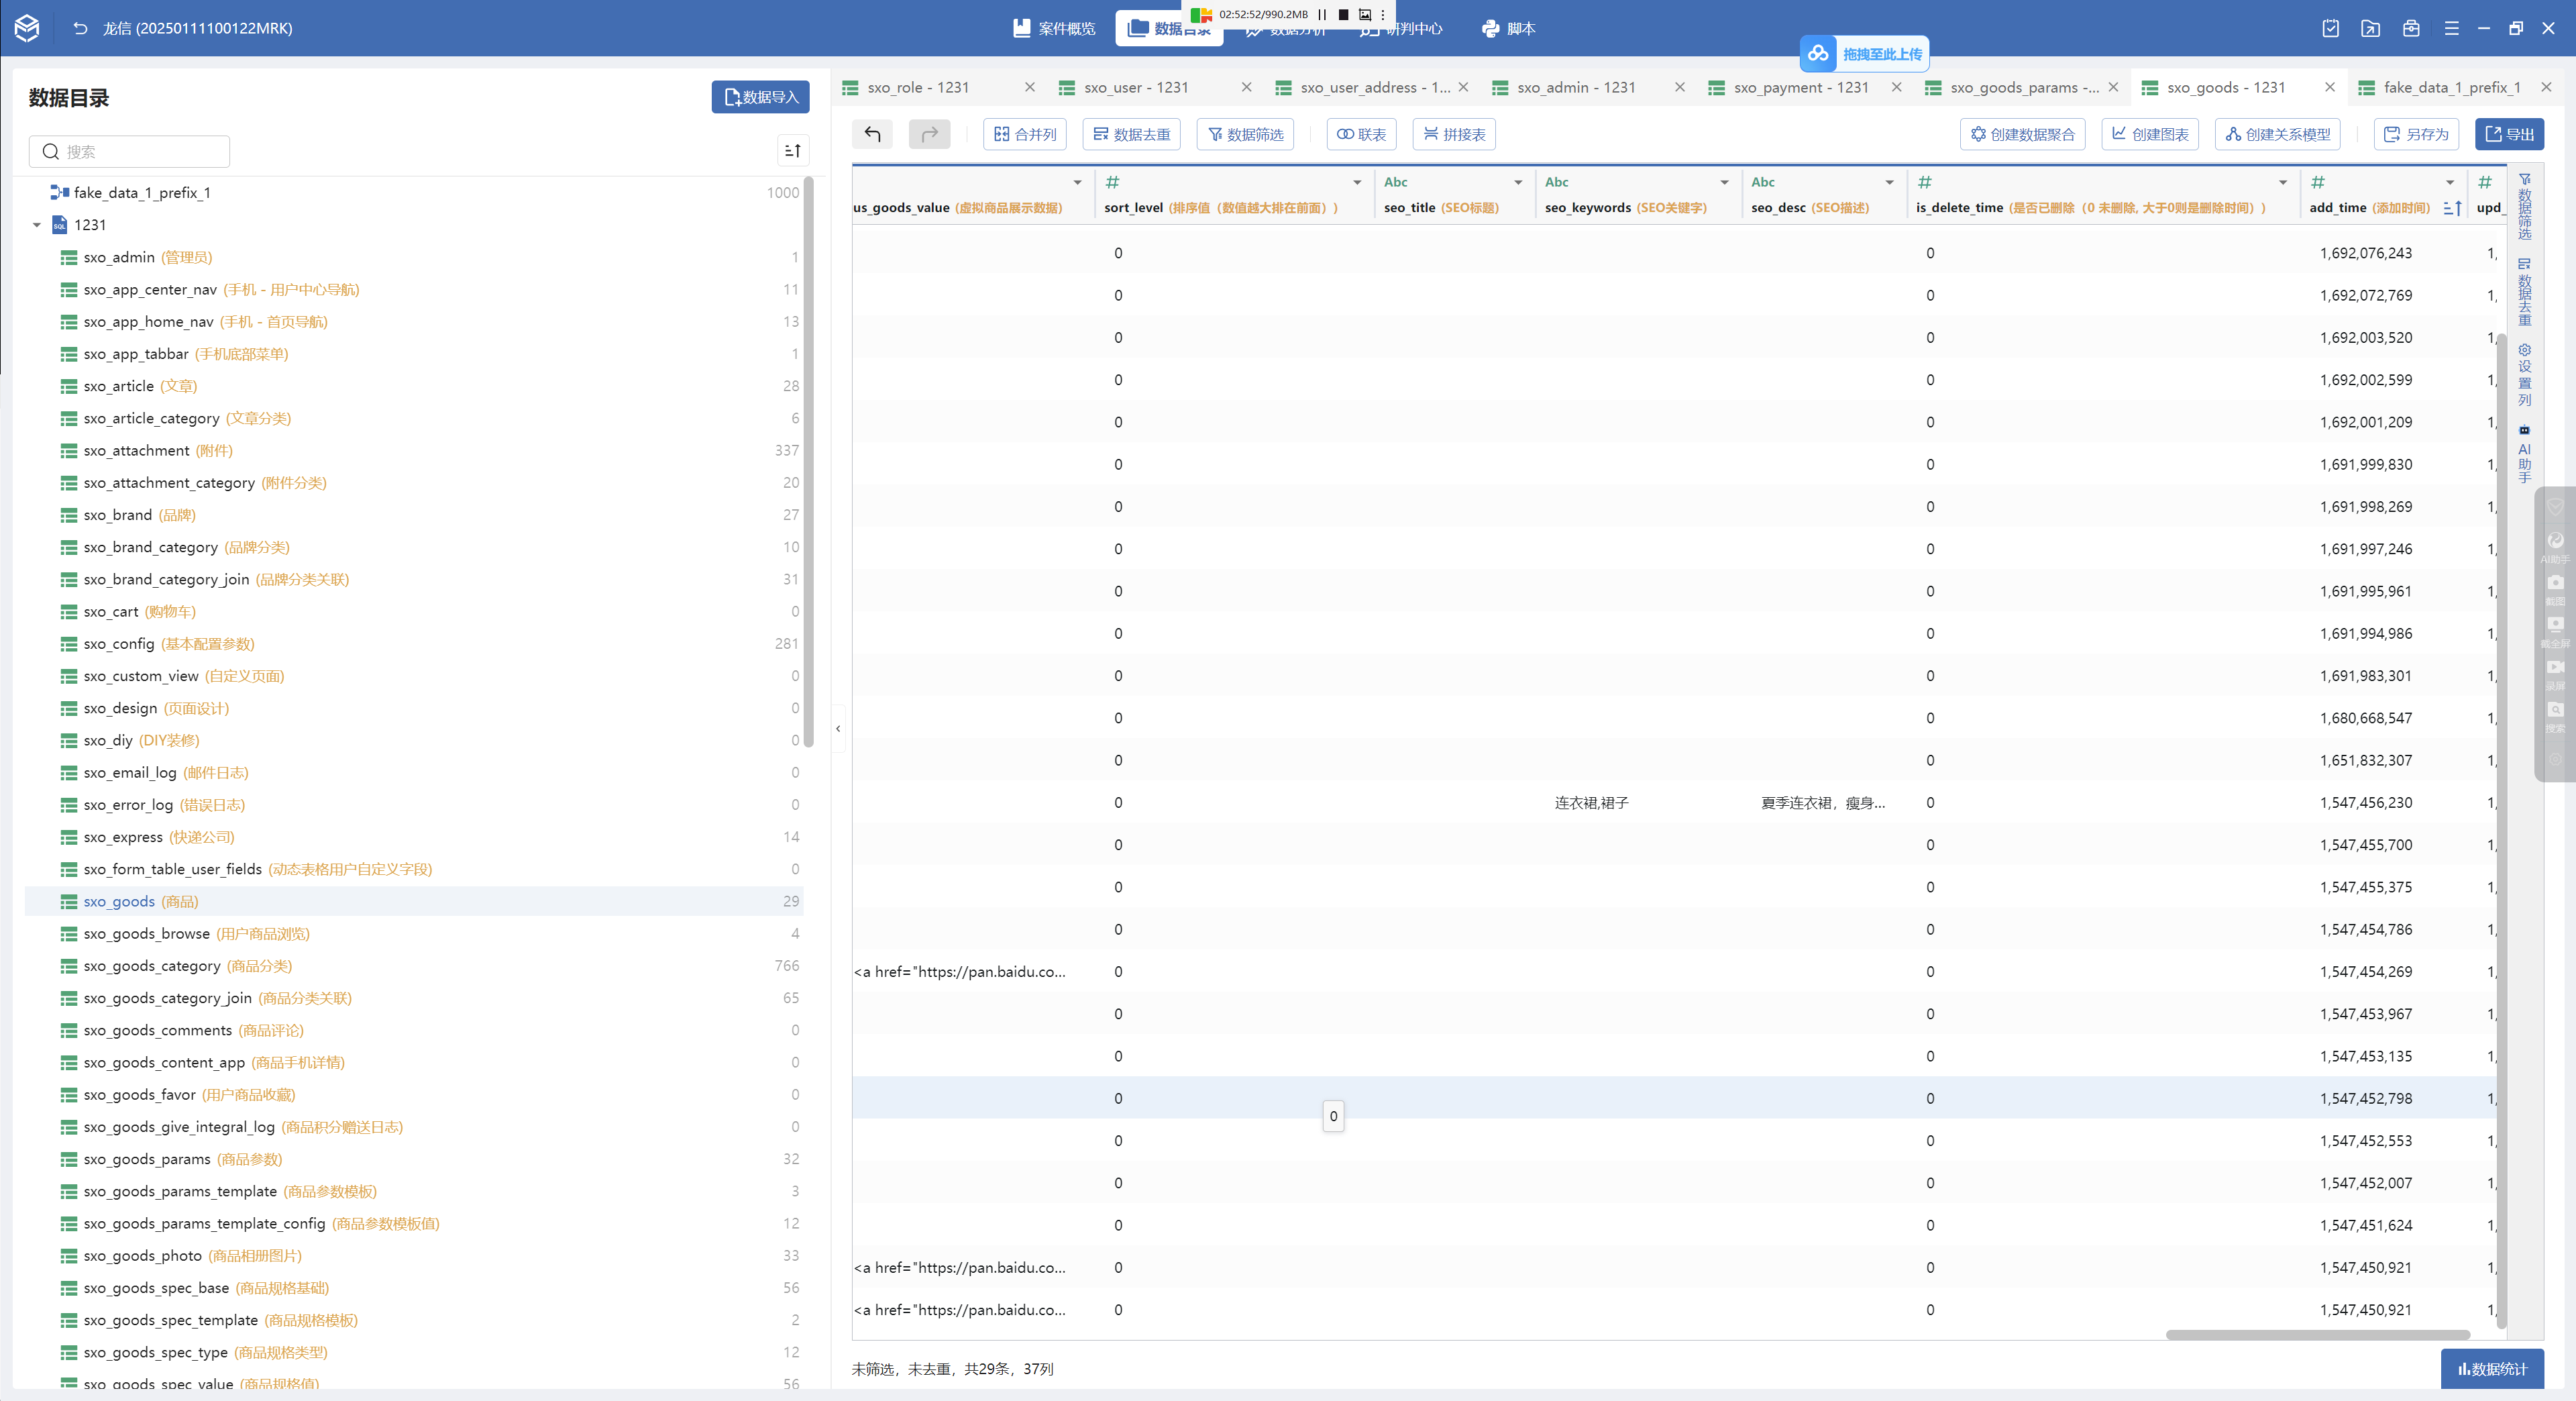 龙信 (20250111100122MRK)
案件概览
02:52:52/990.2MB
脚本
拖拽至此上传
数据目录
数据导入
搜索
fake_data_1_prefix_1 1000
1231
sxo_admin (管理员) 1
sxo_app_center_nav (手机 - 用户中心导航) 11
sxo_app_home_nav (手机 - 首页导航) 13
sxo_app_tabbar (手机底部菜单) 1
sxo_article (文章) 28
sxo_article_category (文章分类) 6
sxo_attachment (附件) 337
sxo_attachment_category (附件分类) 20
sxo_brand (品牌) 27
sxo_brand_category (品牌分类) 10
sxo_brand_category_join (品牌分类关联) 31
sxo_cart (购物车) 0
sxo_config (基本配置参数) 281
sxo_custom_view (自定义页面) 0
sxo_design (页面设计) 0
sxo_diy (DIY装修) 0
sxo_email_log (邮件日志) 0
sxo_error_log (错误日志) 0
sxo_express (快递公司) 14
sxo_form_table_user_fields (动态表格用户自定义字段) 0
sxo_goods (商品) 29
sxo_goods_browse (用户商品浏览) 4
sxo_goods_category (商品分类) 766
sxo_goods_category_join (商品分类关联) 65
sxo_goods_comments (商品评论) 0
sxo_goods_content_app (商品手机详情) 0
sxo_goods_favor (用户商品收藏) 0
sxo_goods_give_integral_log (商品积分赠送日志) 0
sxo_goods_params (商品参数) 32
sxo_goods_params_template (商品参数模板) 3
sxo_goods_params_template_config (商品参数模板值) 12
sxo_goods_photo (商品相册图片) 33
sxo_goods_spec_base (商品规格基础) 56
sxo_goods_spec_template (商品规格模板) 2
sxo_goods_spec_type (商品规格类型) 12
sxo_goods_spec_value (商品规格值) 56
sxo_role - 1231
sxo_user - 1231
sxo_user_address - 1...
sxo_admin - 1231
sxo_payment - 1231
sxo_goods_params -...
sxo_goods - 1231
fake_data_1_prefix_1
合并列 数据去重 数据筛选 联表 拼接表
创建数据聚合 创建图表 创建关系模型 另存为 导出
# Abc Abc Abc # # #
us_goods_value (虚拟商品展示数据) sort_level (排序值（数值越大排在前面）) seo_title (SEO标题) seo_keywords (SEO关键字) seo_desc (SEO描述) is_delete_time (是否已删除（0 未删除, 大于0则是删除时间）) add_time (添加时间) upd_
0 0 1,692,076,243 1,
0 0 1,692,072,769 1,
0 0 1,692,003,520 1,
0 0 1,692,002,599 1,
0 0 1,692,001,209 1,
0 0 1,691,999,830 1,
0 0 1,691,998,269 1,
0 0 1,691,997,246 1,
0 0 1,691,995,961 1,
0 0 1,691,994,986 1,
0 0 1,691,983,301 1,
0 0 1,680,668,547 1,
0 0 1,651,832,307 1,
0 连衣裙,裙子 夏季连衣裙，瘦身... 0 1,547,456,230 1,
0 0 1,547,455,700 1,
0 0 1,547,455,375 1,
0 0 1,547,454,786 1,
<a href="https://pan.baidu.co... 0 0 1,547,454,269 1,
0 0 1,547,453,967 1,
0 0 1,547,453,135 1,
0 0 1,547,452,798 1,
0
0 0 1,547,452,553 1,
0 0 1,547,452,007 1,
0 0 1,547,451,624 1,
<a href="https://pan.baidu.co... 0 0 1,547,450,921 1,
<a href="https://pan.baidu.co... 0 0 1,547,450,921 1,
未筛选，未去重，共29条，37列
数据统计
数据筛选
数据去重
设置列
AI助手
AI助手
截图
截全屏
录屏
搜索